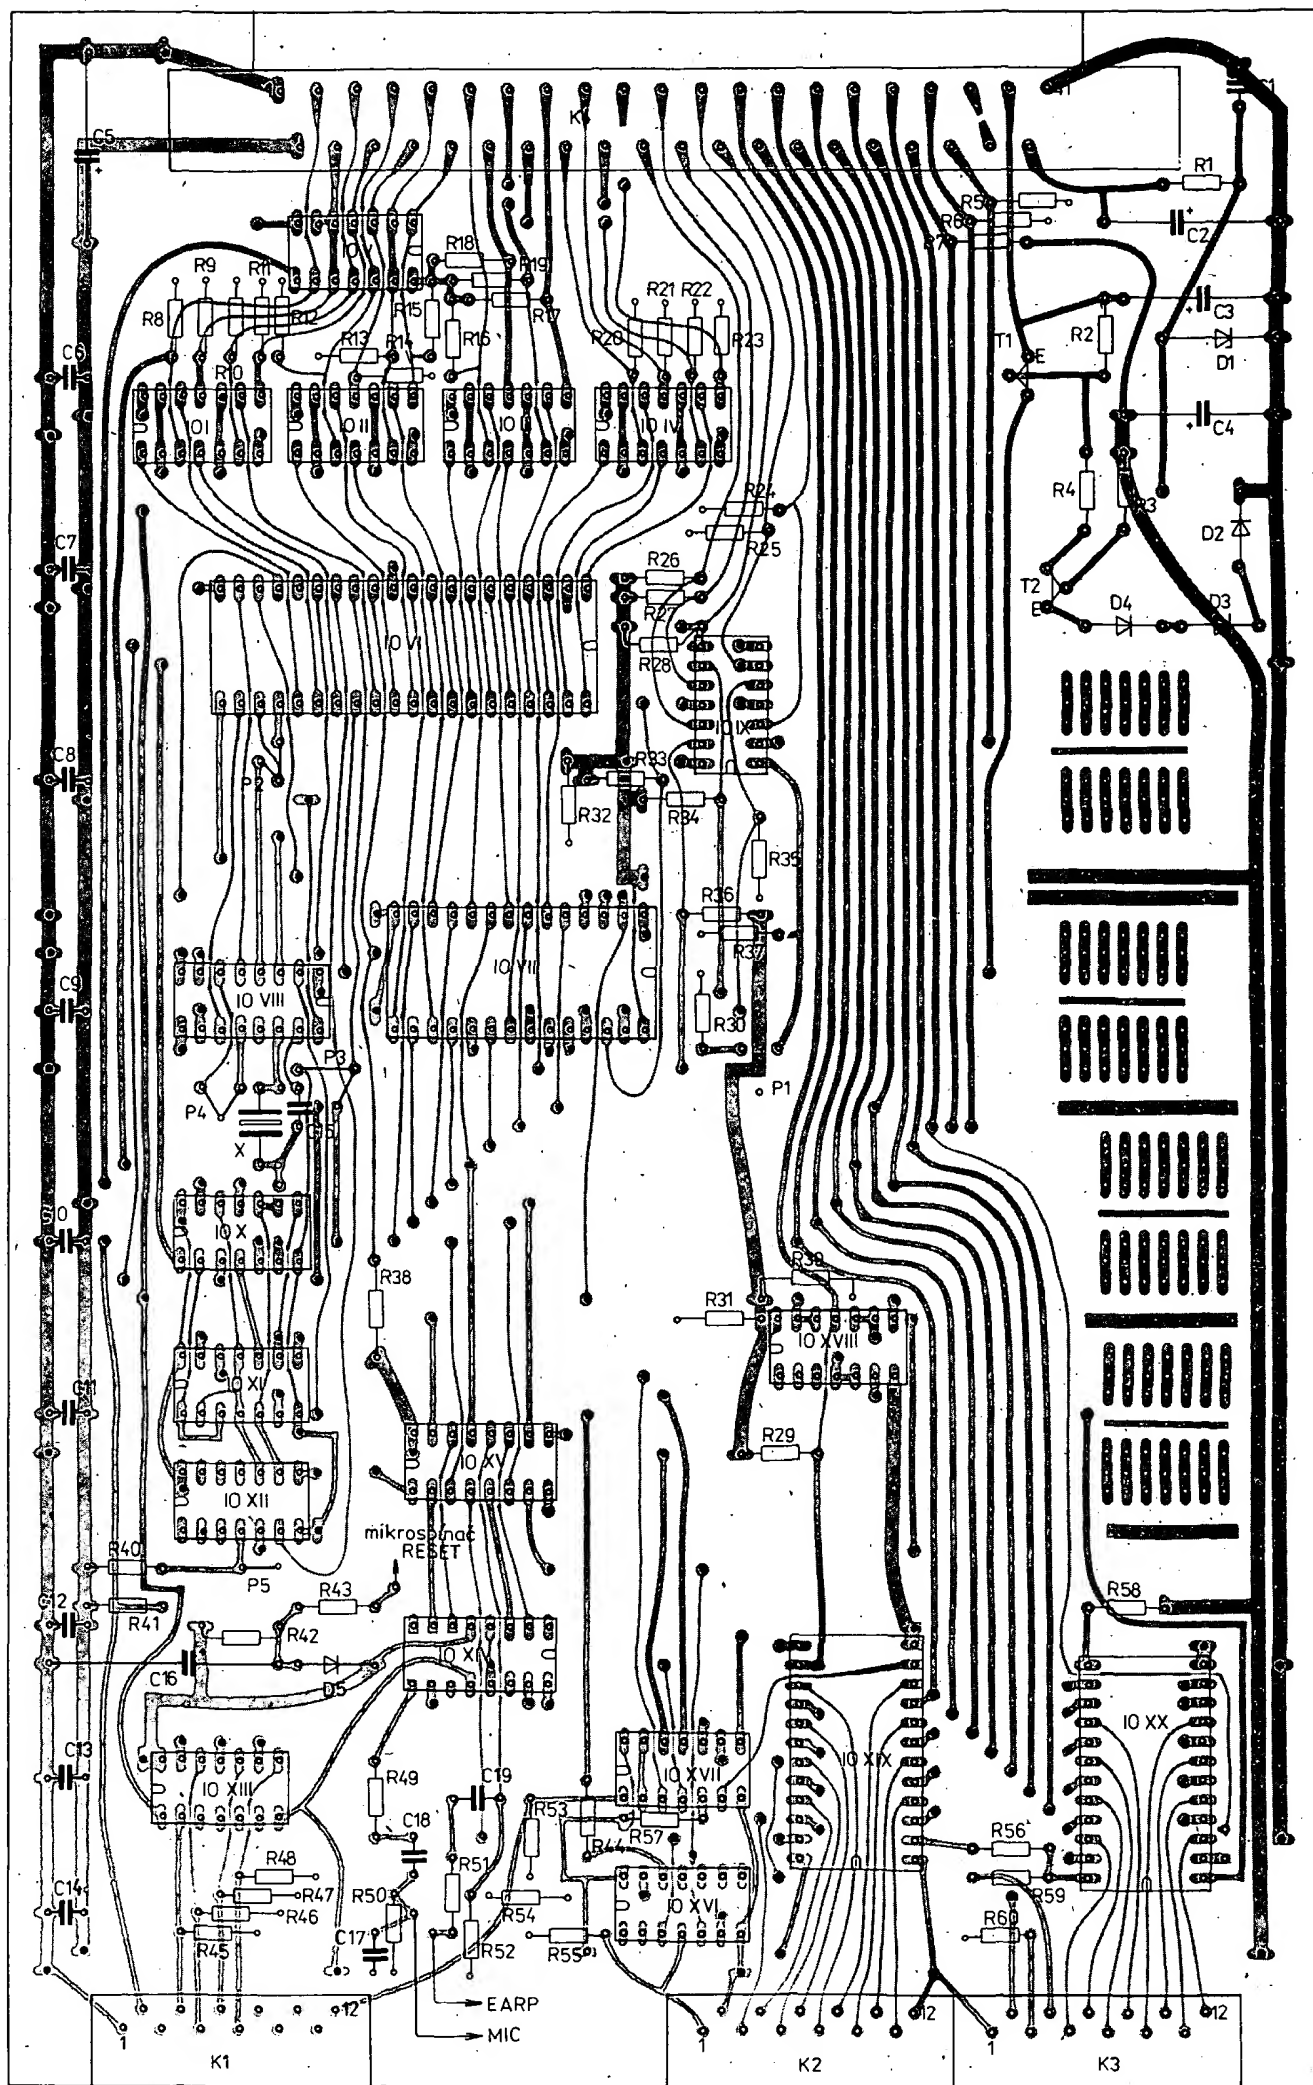 C1
K4
C5
R1
R5
R6
R7
C2
R18
IO V
R9
R11
R19
R8
R12
R15
R17
R21
R22
C3
R13
R14
R16
R20
R23
T1
E
R2
D1
C6
R10
IO I
IO II
IO IV
C4
R24
R4
R3
R25
D2
C7
R26
T2
R27
E
D4
D3
IO VI
R28
IO IX
C8
P2
R33
R32
R34
R35
R36
R37
IO VII
IO VIII
C9
R30
P3
P1
P4
C15
X
IO X
R38
R39
R31
IO XVIII
IO XI
C11
R29
IO XV
IO XII
mikrospínač
RESET
R40
P5
R43
R58
C12
R41
R42
C16
D5
IO XX
IO XIX
IO XVII
C13
IO XIII
R49
C19
R53
R57
C18
R44
R56
R48
R51
R59
C14
R47
R50
R46
R54
IO XVI
R45
C17
R52
R55
R60
EARP
MIC
12
12
12
1
1
1
K1
K2
K3